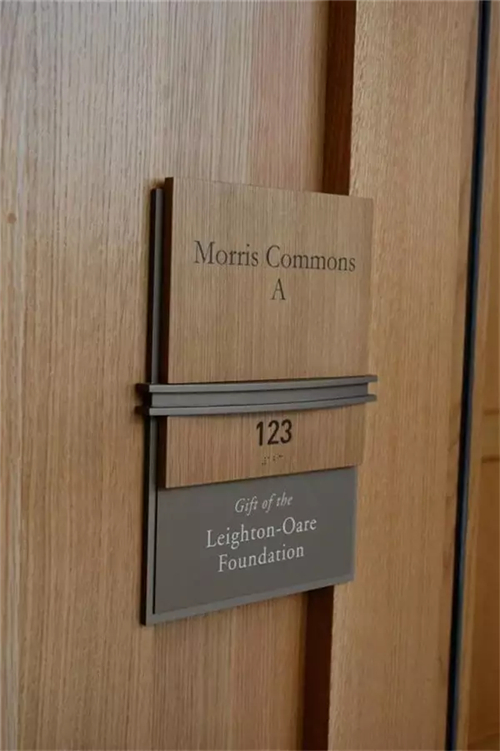 Morris Commons
A
123
Gift of the
Leighton-Oare
Foundation